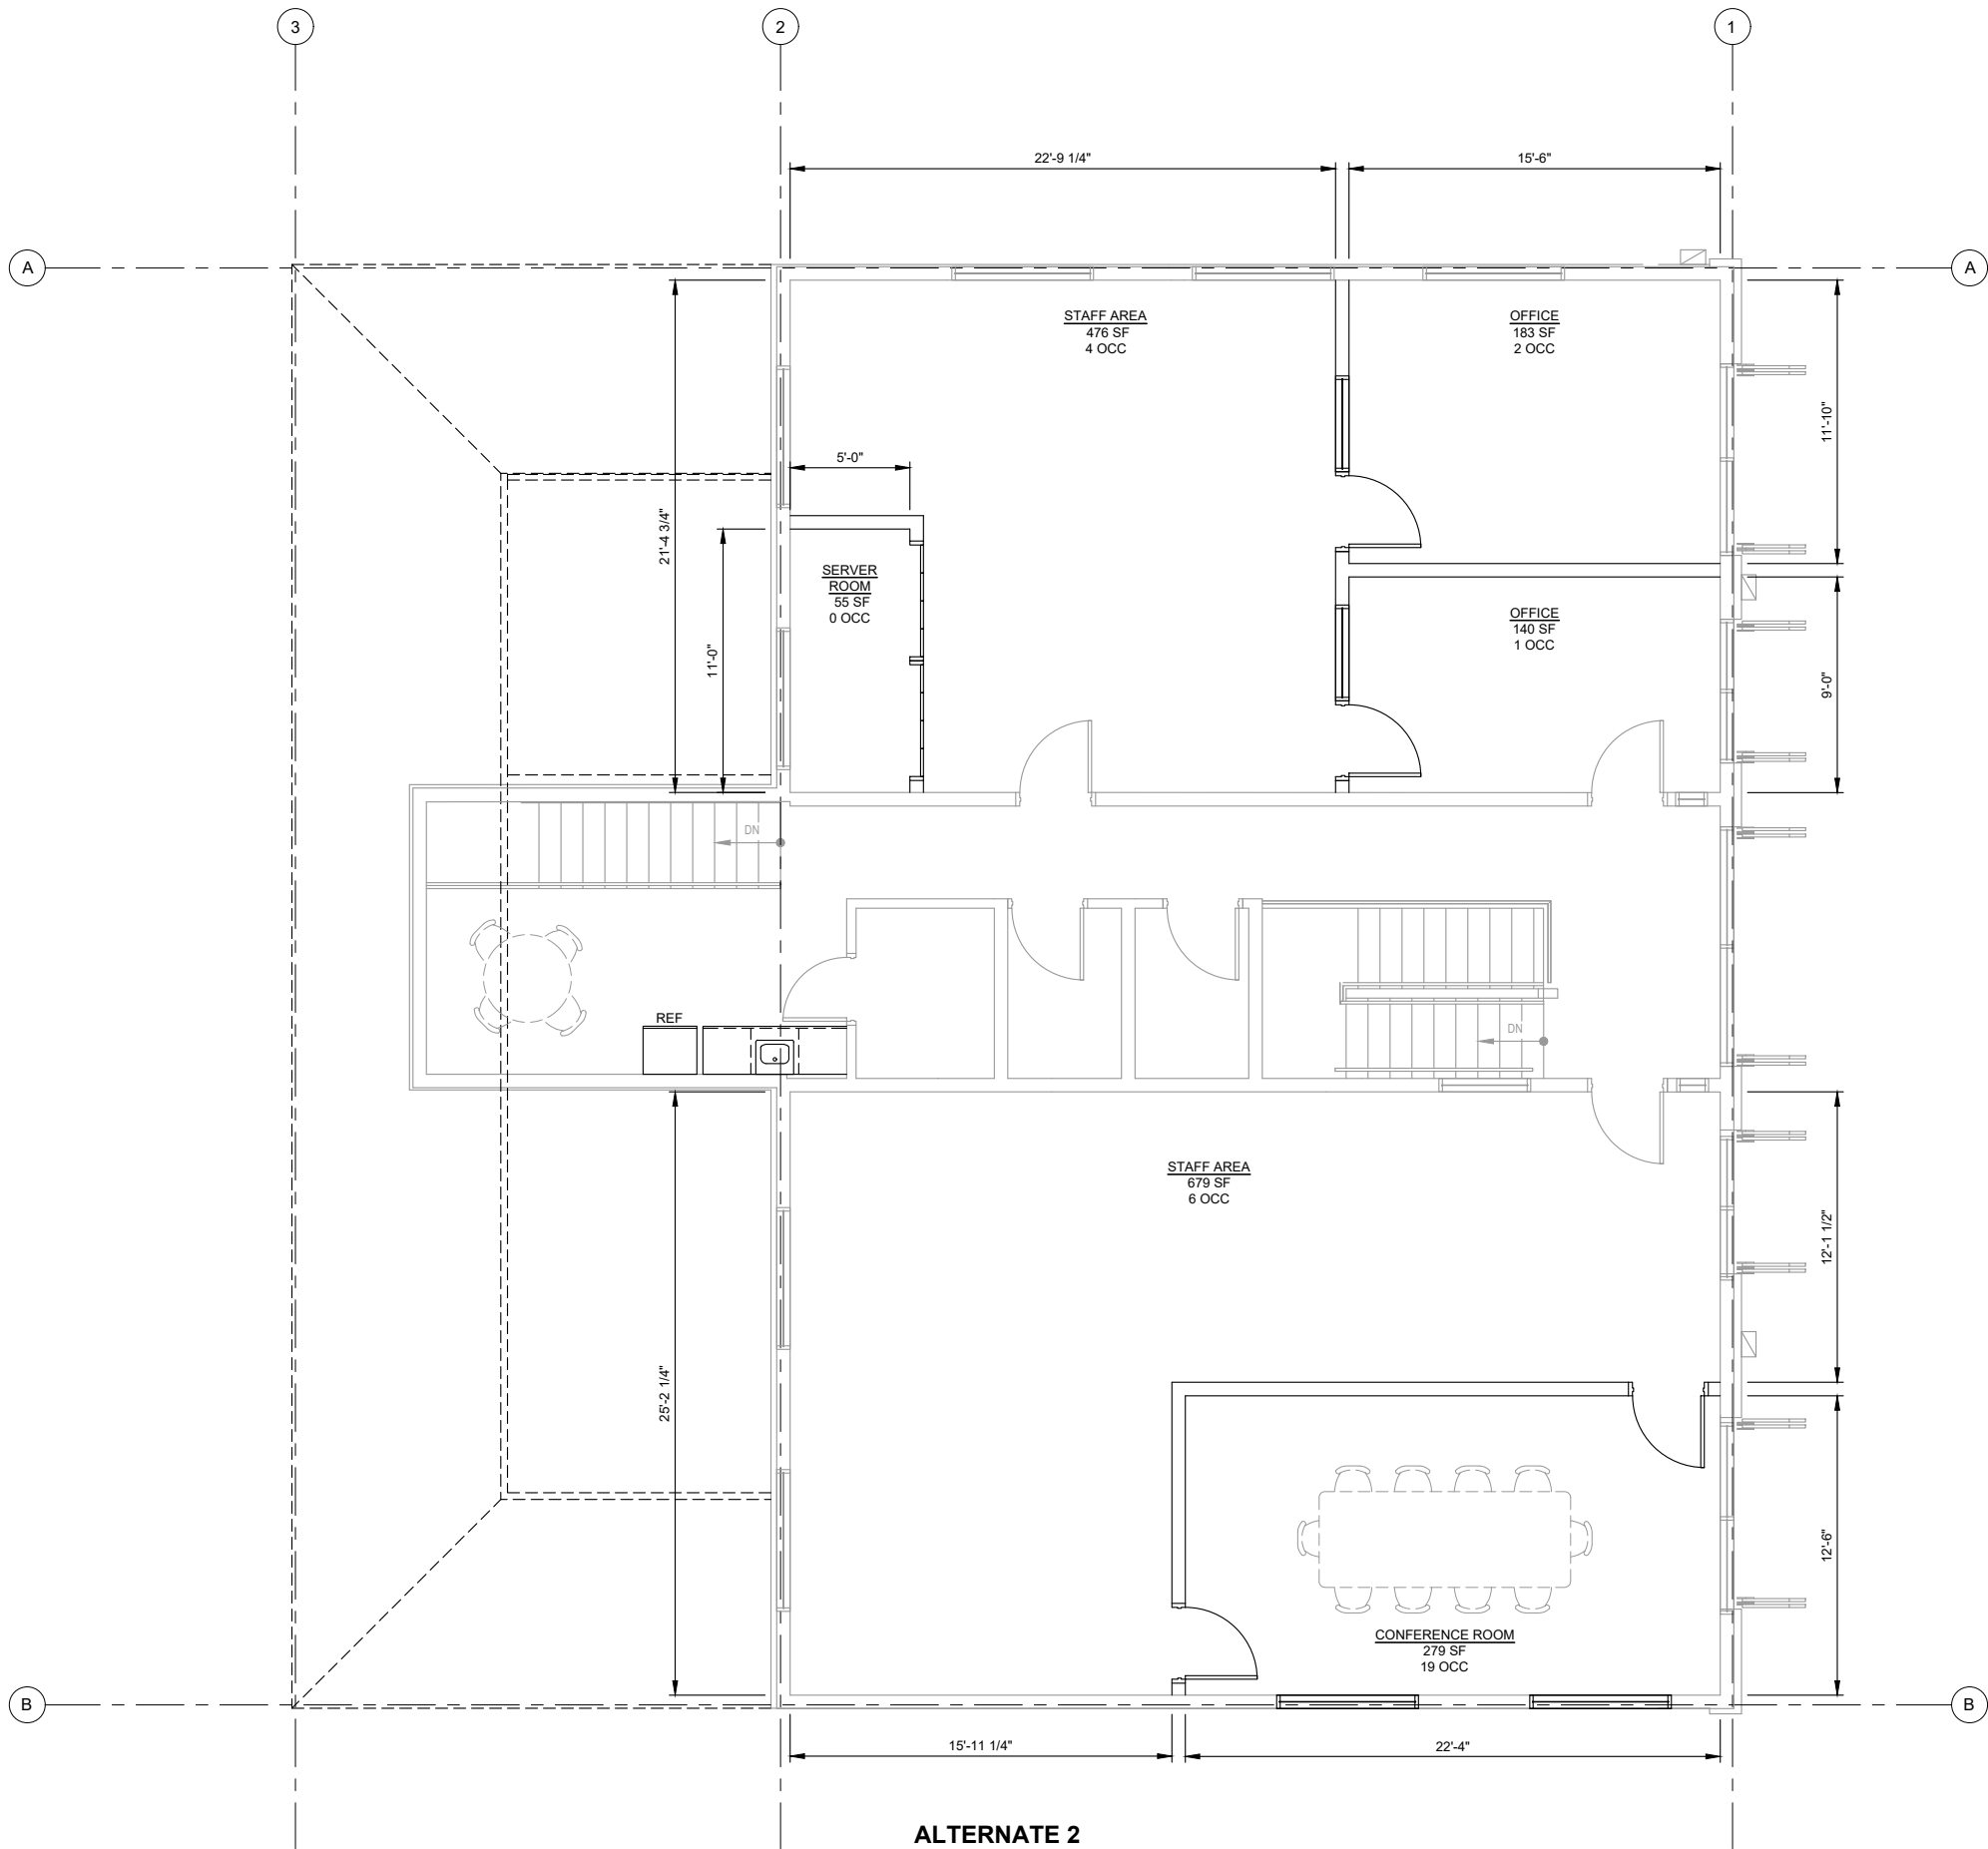 3
2
1
22'-9 1/4"
15'-6"
A
A
STAFF AREA
476 SF
4 OCC
OFFICE
183 SF
2 OCC
11'-10"
5'-0"
21'-4 3/4"
SERVER
ROOM
55 SF
0 OCC
11'-0"
OFFICE
140 SF
1 OCC
9'-0"
DN
REF
DN
STAFF AREA
679 SF
6 OCC
12'-1 1/2"
25'-2 1/4"
12'-6"
CONFERENCE ROOM
279 SF
19 OCC
B
B
15'-11 1/4"
22'-4"
ALTERNATE 2